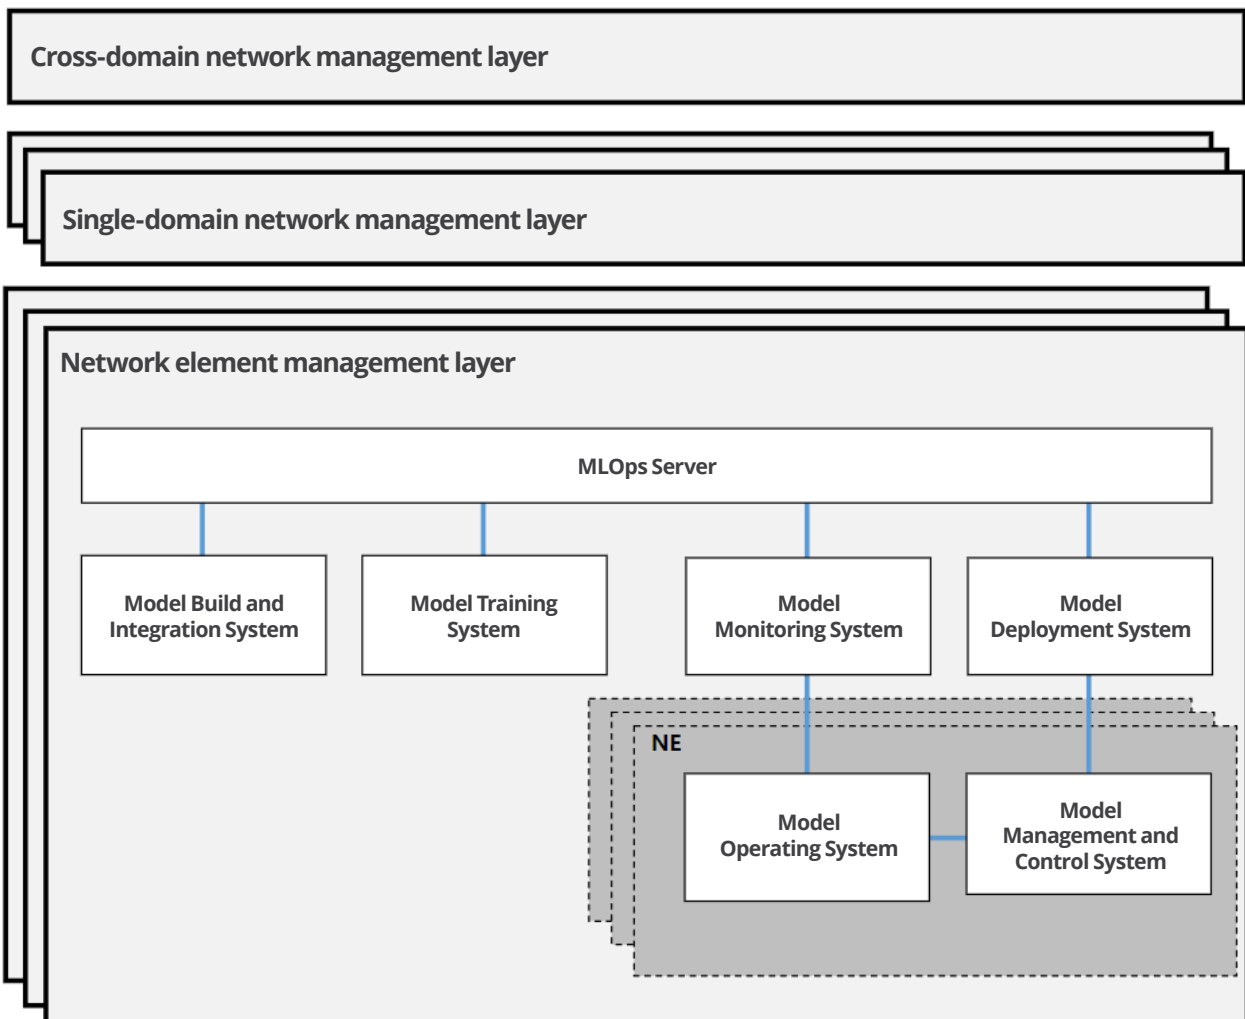 Cross-domain network management layer
Single-domain network management layer
Network element management layer
MLOps Server
Model Build and
Integration System
Model Training
System
Model
Monitoring System
Model
Deployment System
NE
Model
Operating System
Model
Management and
Control System